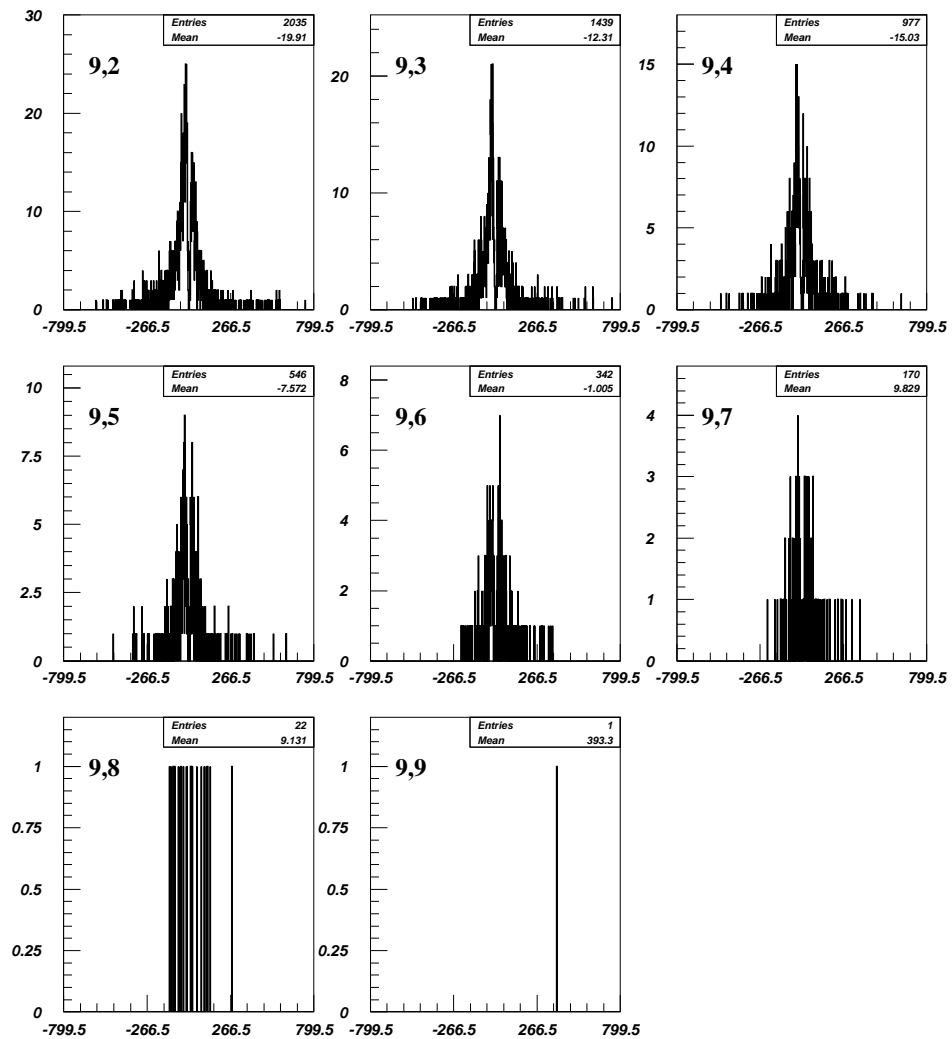 Entries 2035
Mean -19.91
9,2
30
20
10
0
-799.5 -266.5 266.5 799.5
Entries 1439
Mean -12.31
9,3
20
10
0
-799.5 -266.5 266.5 799.5
Entries 977
Mean -15.03
9,4
15
10
5
0
-799.5 -266.5 266.5 799.5
Entries 546
Mean -7.572
9,5
10
7.5
5
2.5
0
-799.5 -266.5 266.5 799.5
Entries 342
Mean -1.005
9,6
8
6
4
2
0
-799.5 -266.5 266.5 799.5
Entries 170
Mean 9.829
9,7
4
3
2
1
0
-799.5 -266.5 266.5 799.5
Entries 22
Mean 9.131
9,8
1
0.75
0.5
0.25
0
-799.5 -266.5 266.5 799.5
Entries 1
Mean 393.3
9,9
1
0.75
0.5
0.25
0
-799.5 -266.5 266.5 799.5